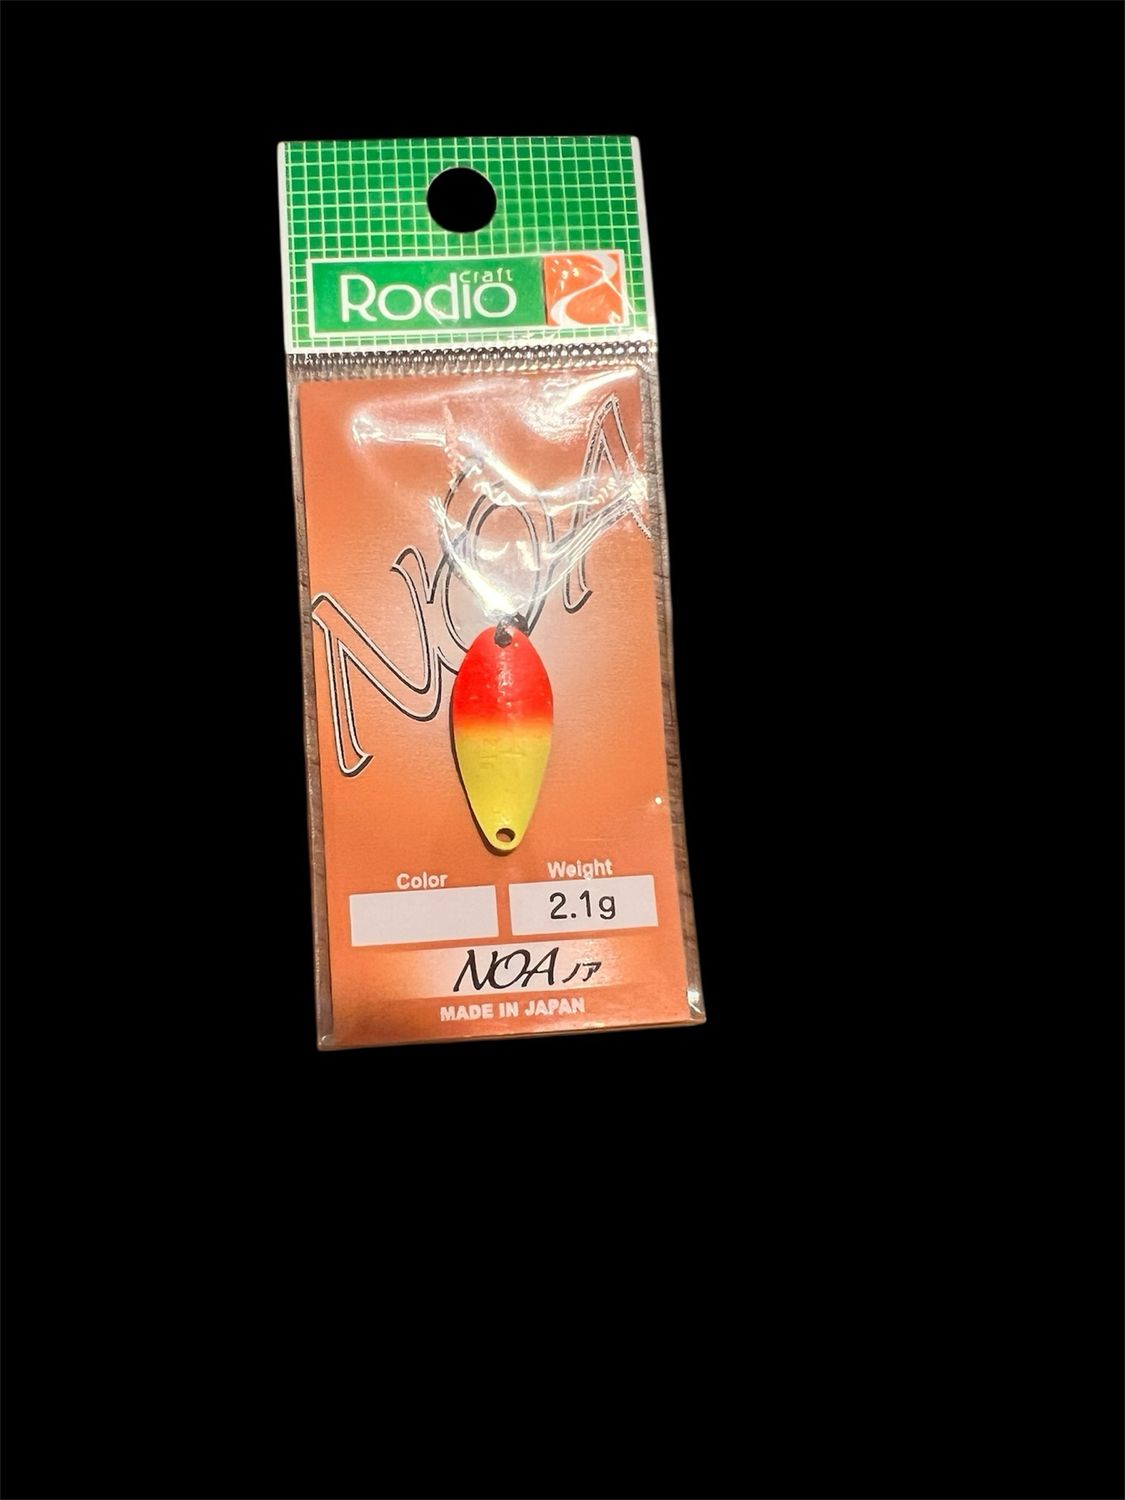 Rodio craft
NOA
Color
Weight
2.1g
NOA ノア
MADE IN JAPAN